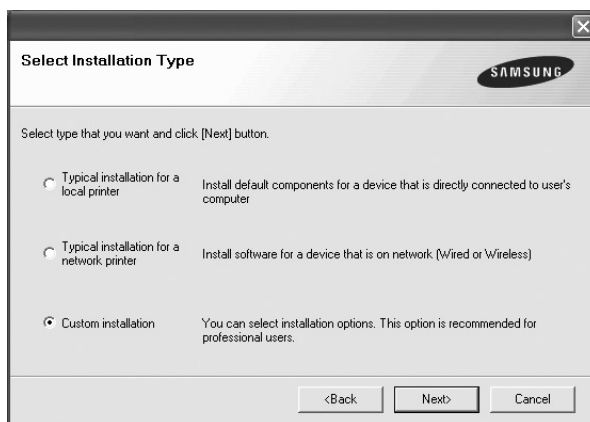 Select Installation Type
SAMSUNG
Select type that you want and click [Next] button.
Typical installation for a
local printer
Install default components for a device that is directly connected to user's
computer
Typical installation for a
network printer
Install software for a device that is on network (Wired or Wireless)
Custom installation
You can select installation options. This option is recommended for
professional users.
<Back
Next>
Cancel